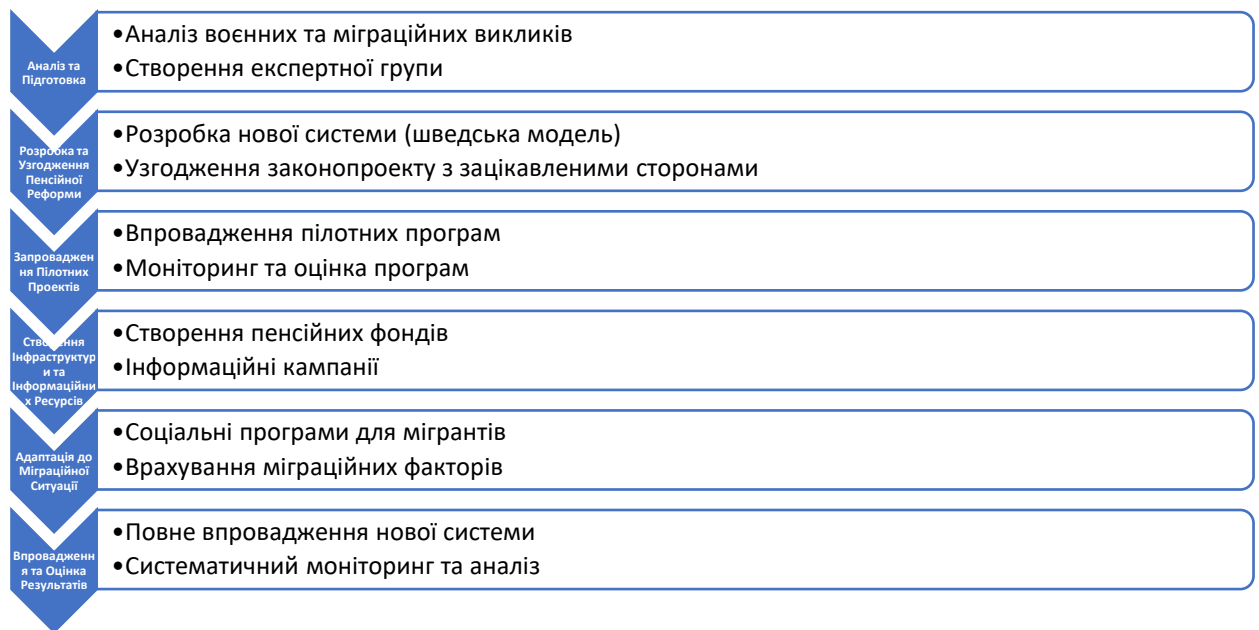 Аналіз та
Підготовка
•Аналіз воєнних та міграційних викликів
•Створення експертної групи
Розробка та
Узгодження
Пенсійної
Реформи
•Розробка нової системи (шведська модель)
•Узгодження законопроекту з зацікавленими сторонами
Запроваджен
ня Пілотних
Проектів
•Впровадження пілотних програм
•Моніторинг та оцінка програм
Створення
Інфраструктур
и та
Інформаційни
х Ресурсів
•Створення пенсійних фондів
•Інформаційні кампанії
Адаптація до
Міграційної
Ситуації
•Соціальні програми для мігрантів
•Врахування міграційних факторів
Впровадженн
я та Оцінка
Результатів
•Повне впровадження нової системи
•Систематичний моніторинг та аналіз